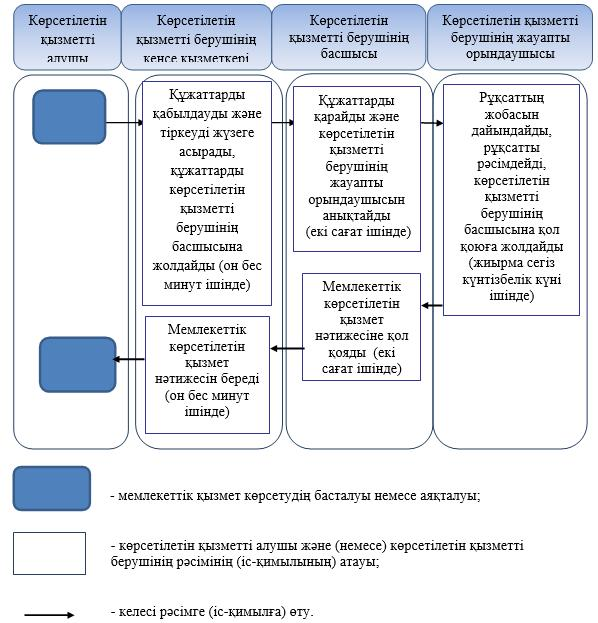 Көрсетілетін
қызметті
алушы
Көрсетілетін
қызметті берушінің
кеңсе қызметкері
Көрсетілетін
қызметті берушінің
басшысы
Көрсетілетін қызметті
берушінің жауапты
орындаушысы
Құжаттарды
қабылдауды және
тіркеуді жүзеге
асырады,
құжаттарды
көрсетілетін
қызметті
берушінің
басшысына
жолдайды (он бес
минут ішінде)
Құжаттарды
қарайды және
көрсетілетін
қызметті
берушінің
жауапты
орындаушысын
анықтайды
(екі сағат ішінде)
Рұқсаттың
жобасын
дайындайды,
рұқсатты
рәсімдейді,
көрсетілетін
қызметті
берушінің
басшысына қол
қоюға жолдайды
(жиырма сегіз
күнтізбелік күні
ішінде)
Мемлекеттік
көрсетілетін
қызмет
нәтижесіне қол
қояды (екі
сағат ішінде)
Мемлекеттік
көрсетілетін
қызмет
нәтижесін береді
(он бес минут
ішінде)
- мемлекеттік қызмет көрсетудің басталуы немесе аяқталуы;
- көрсетілетін қызметті алушы және (немесе) көрсетілетін қызметті
берушінің рәсімінің (іс-қимылының) атауы;
- келесі рәсімге (іс-қимылға) өту.